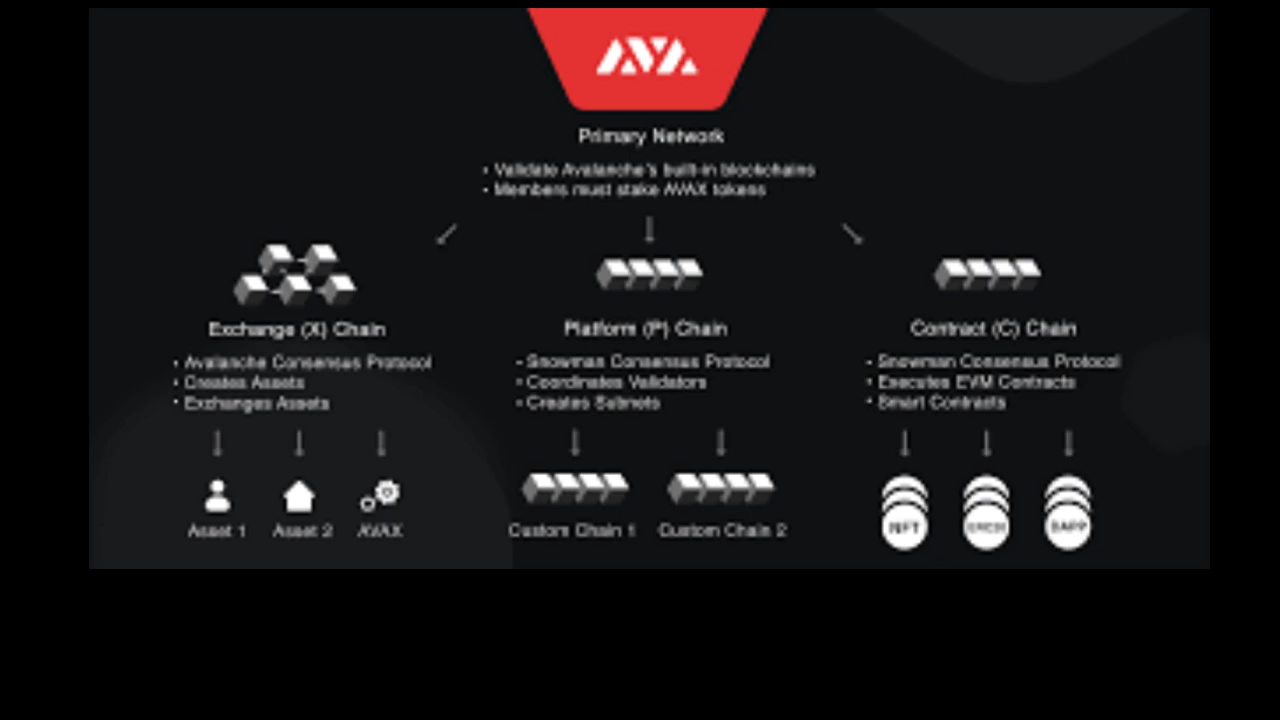 AVA
Primary Network
• Validate Avalanche's built-in blockchains
• Members must stake AVAX tokens
Exchange (X) Chain
• Avalanche Consensus Protocol
• Creates Assets
• Exchanges Assets
Asset 1
Asset 2
AVAX
Platform (P) Chain
• Snowman Consensus Protocol
• Coordinates Validators
• Creates Subnets
Custom Chain 1
Custom Chain 2
Contract (C) Chain
• Snowman Consensus Protocol
• Executes EVM Contracts
• Smart Contracts
NFT
ERC20
DAPP